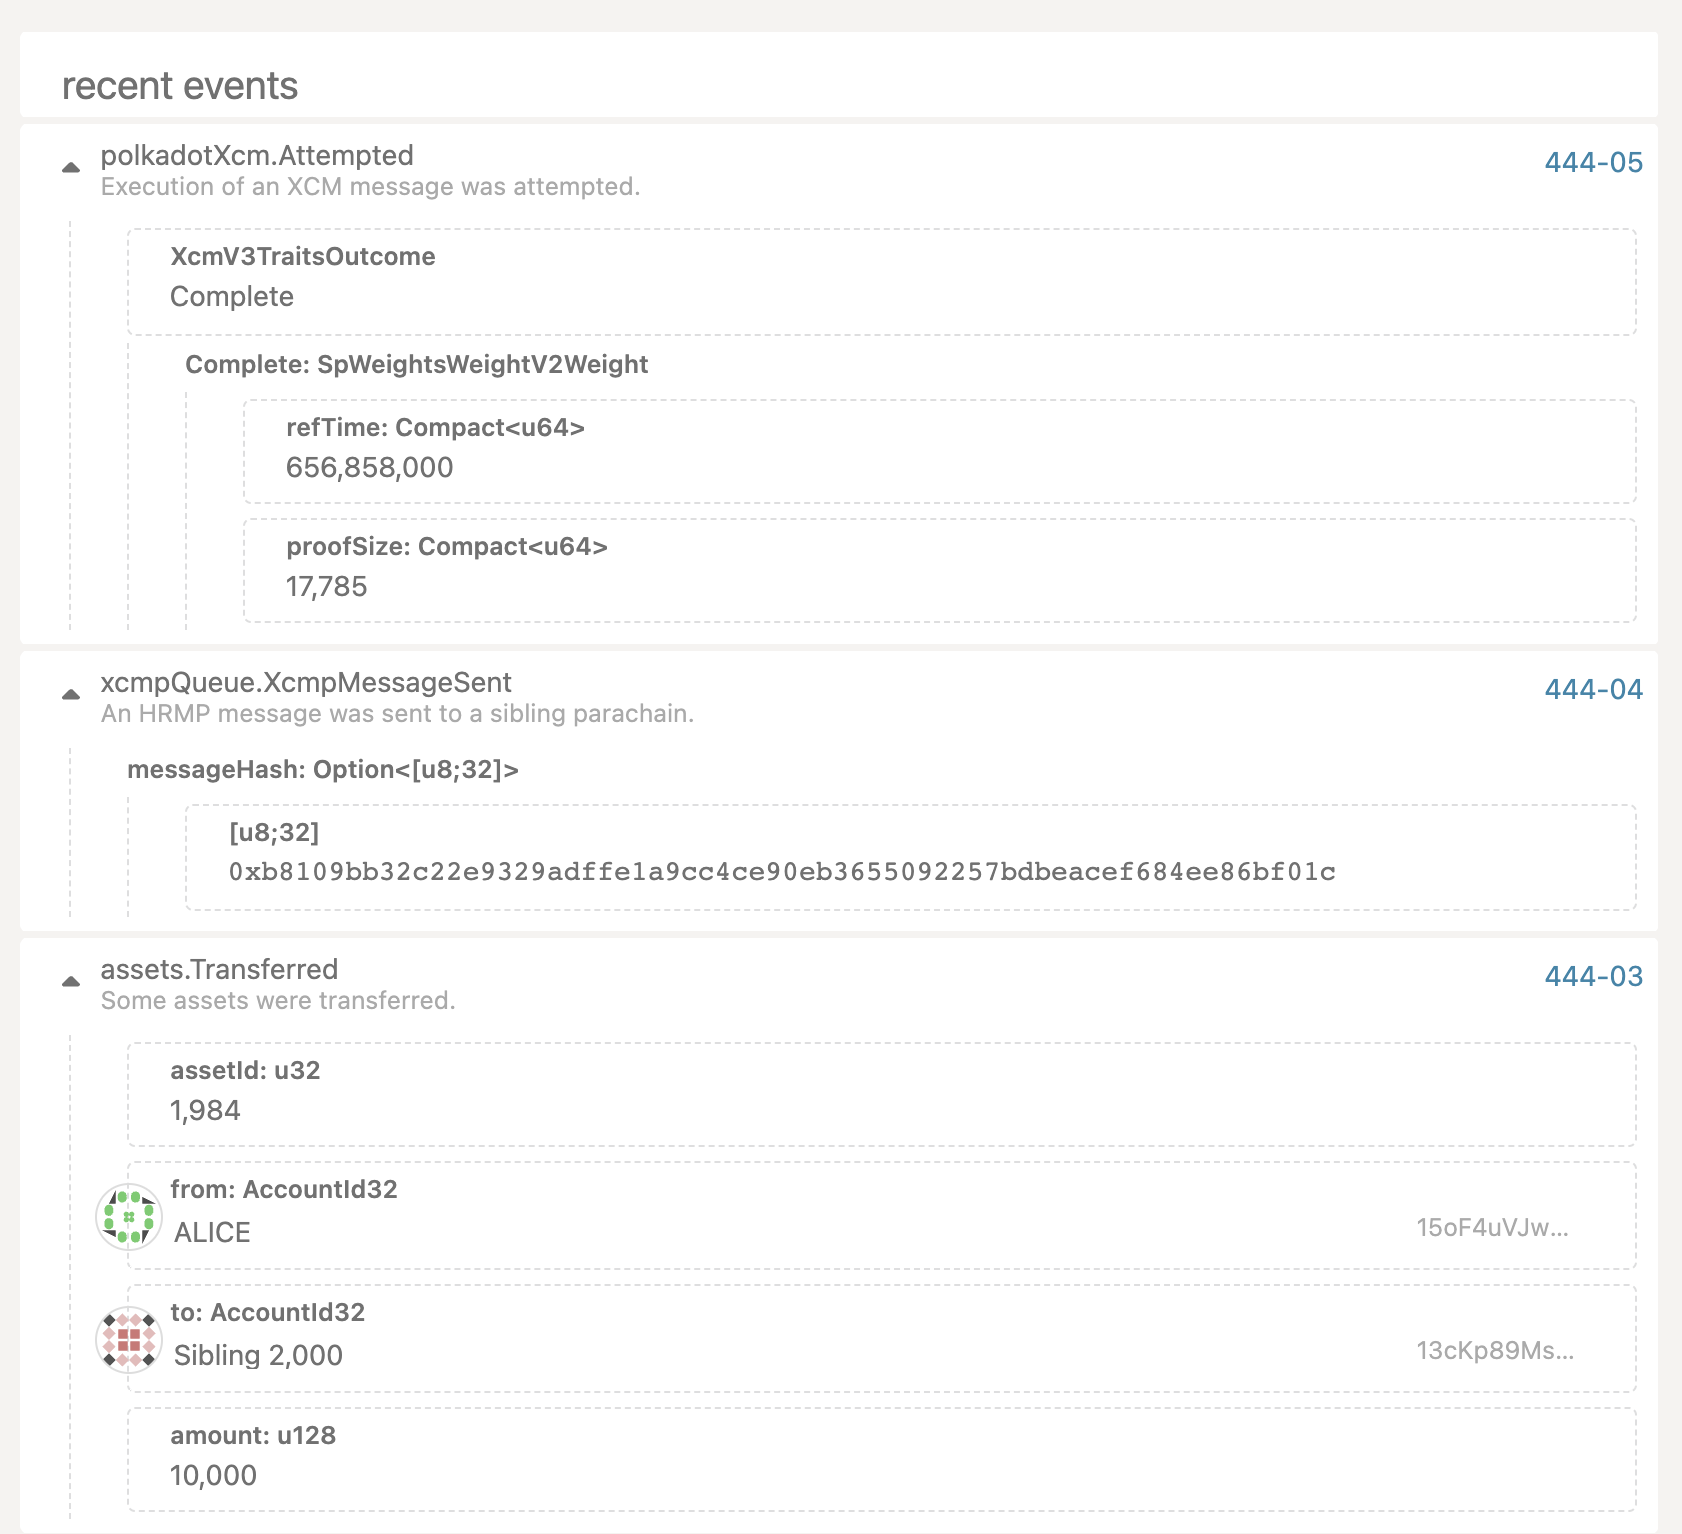 recent events
polkadotXcm.Attempted
444-05
Execution of an XCM message was attempted.
XcmV3TraitsOutcome
Complete
Complete: SpWeightsWeightV2Weight
refTime: Compact<u64>
656,858,000
proofSize: Compact<u64>
17,785
xcmpQueue.XcmpMessageSent
444-04
An HRMP message was sent to a sibling parachain.
messageHash: Option<[u8;32]>
[u8;32]
0xb8109bb32c22e9329adffe1a9cc4ce90eb3655092257bdbeacef684ee86bf01c
assets.Transferred
444-03
Some assets were transferred.
assetId: u32
1,984
from: AccountId32
ALICE
15oF4uVJw...
to: AccountId32
Sibling 2,000
13cKp89Ms...
amount: u128
10,000